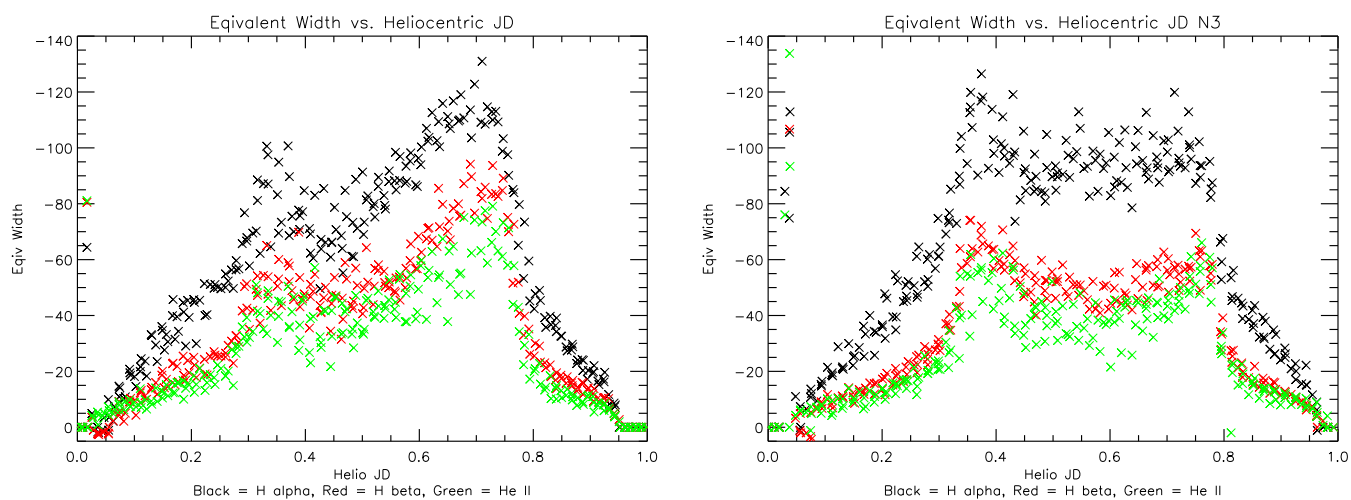 Eqivalent Width vs. Heliocentric JD
-140
-120
-100
-80
-60
-40
-20
0
Eqiv Width
0.0 0.2 0.4 0.6 0.8 1.0
Helio JD
Black = H alpha, Red = H beta, Green = He II
Eqivalent Width vs. Heliocentric JD N3
-140
-120
-100
-80
-60
-40
-20
0
Eqiv Width
0.0 0.2 0.4 0.6 0.8 1.0
Helio JD
Black = H alpha, Red = H beta, Green = He II